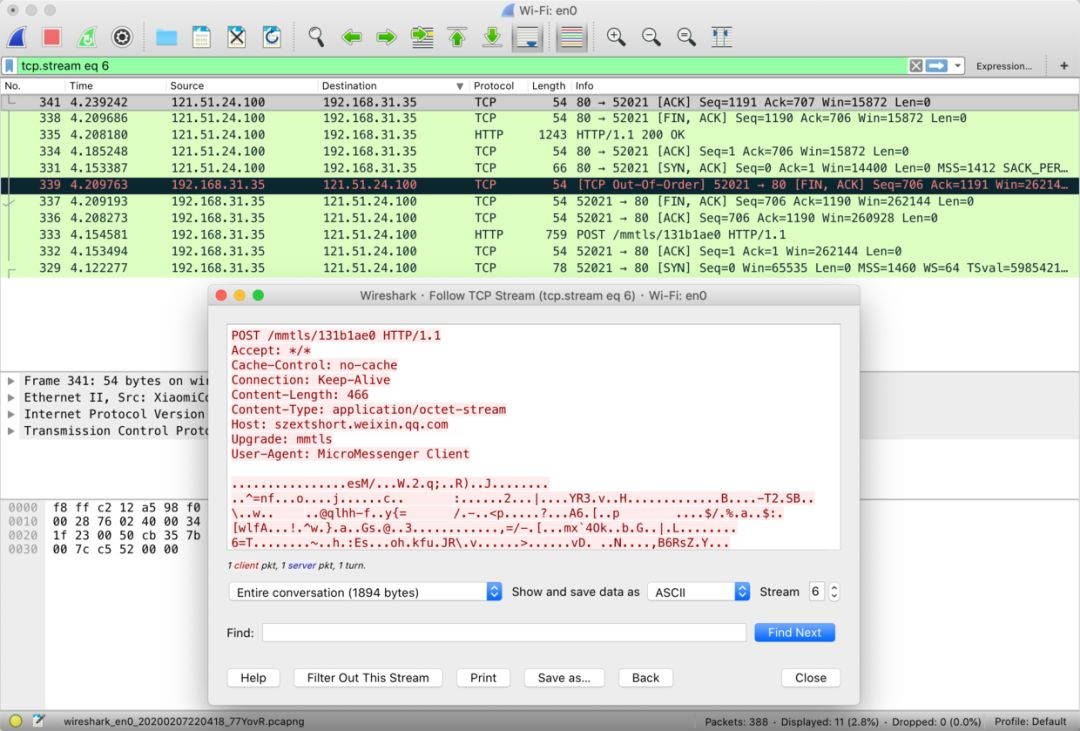 Wi-Fi: en0
tcp.stream eq 6
Expression...
+
No. Time Source Destination Protocol Length Info
341 4.239242 121.51.24.100 192.168.31.35 TCP 54 80 → 52021 [ACK] Seq=1191 Ack=707 Win=15872 Len=0
338 4.209686 121.51.24.100 192.168.31.35 TCP 54 80 → 52021 [FIN, ACK] Seq=1190 Ack=706 Win=15872 Len=0
335 4.208180 121.51.24.100 192.168.31.35 HTTP 1243 HTTP/1.1 200 OK
334 4.185248 121.51.24.100 192.168.31.35 TCP 54 80 → 52021 [ACK] Seq=1 Ack=706 Win=15872 Len=0
331 4.153387 121.51.24.100 192.168.31.35 TCP 66 80 → 52021 [SYN, ACK] Seq=0 Ack=1 Win=14400 Len=0 MSS=1412 SACK_PER…
339 4.209763 192.168.31.35 121.51.24.100 TCP 54 [TCP Out-Of-Order] 52021 → 80 [FIN, ACK] Seq=706 Ack=1191 Win=26214…
337 4.209193 192.168.31.35 121.51.24.100 TCP 54 52021 → 80 [FIN, ACK] Seq=706 Ack=1190 Win=262144 Len=0
336 4.208273 192.168.31.35 121.51.24.100 TCP 54 52021 → 80 [ACK] Seq=706 Ack=1190 Win=260928 Len=0
333 4.154581 192.168.31.35 121.51.24.100 HTTP 759 POST /mmtls/131b1ae0 HTTP/1.1
332 4.153494 192.168.31.35 121.51.24.100 TCP 54 52021 → 80 [ACK] Seq=1 Ack=1 Win=262144 Len=0
329 4.122277 192.168.31.35 121.51.24.100 TCP 78 52021 → 80 [SYN] Seq=0 Win=65535 Len=0 MSS=1460 WS=64 TSval=5985421…
Wireshark · Follow TCP Stream (tcp.stream eq 6) · Wi-Fi: en0
POST /mmtls/131b1ae0 HTTP/1.1
Accept: */*
Cache-Control: no-cache
Connection: Keep-Alive
Content-Length: 466
Content-Type: application/octet-stream
Host: szextshort.weixin.qq.com
Upgrade: mmtls
User-Agent: MicroMessenger Client
................esM/...W.2.q;..R)..J........
..^=nf...o....j......c.. :......2...|....YR3.v..H.............B....-T2.SB..
\..w.. ..@qlhh-f..y{= /.-..<p.....?...A6.[..p ....$/.%.a..$:.
[wlfA...!.^w.}.a..Gs.@..3............,=/-.[...mx`4Ok..b.G..|.L........
6=T........~..h.:Es...oh.kfu.JR\.v......>......vD. ..N....,B6RsZ.Y...
1 client pkt, 1 server pkt, 1 turn.
Entire conversation (1894 bytes)
Show and save data as
ASCII
Stream 6
Find:
Find Next
Help
Filter Out This Stream
Print
Save as...
Back
Close
Frame 341: 54 bytes on wir
Ethernet II, Src: XiaomiCo
Internet Protocol Version
Transmission Control Proto
0000 f8 ff c2 12 a5 98 f0
0010 00 28 76 02 40 00 34
0020 1f 23 00 50 cb 35 7b
0030 00 7c c5 52 00 00
wireshark_en0_20200207220418_77YovR.pcapng
Packets: 388 · Displayed: 11 (2.8%) · Dropped: 0 (0.0%)
Profile: Default